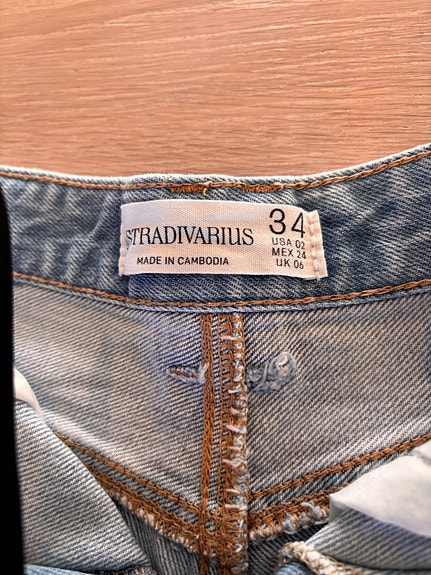 STRADIVARIUS
MADE IN CAMBODIA
34
USA 02
MEX 24
UK 06